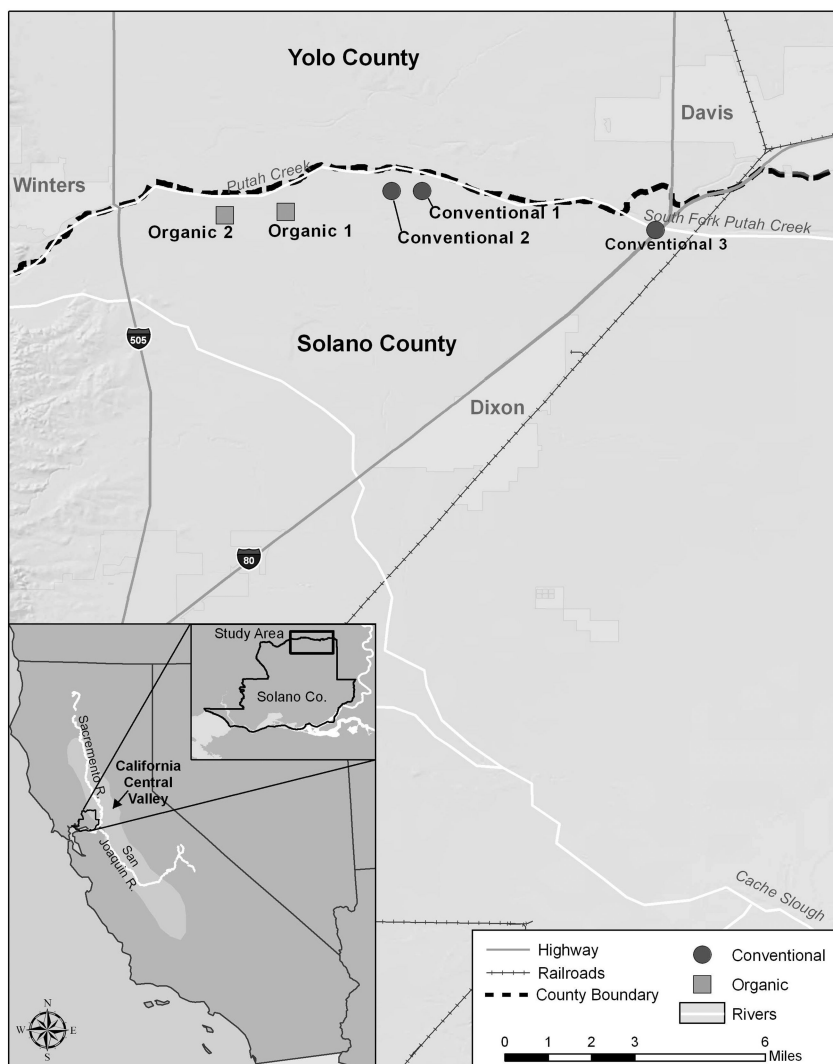 Yolo County
Davis
Winters
Putah Creek
Conventional 1
South Fork Putah Creek
Organic 2
Organic 1
Conventional 2
Conventional 3
505
Solano County
Dixon
80
Study Area
Solano Co.
Sacremento R.
California
Central
Valley
San
Joaquin R.
Cache Slough
N
W
E
S
Highway
Railroads
County Boundary
Conventional
Organic
Rivers
0 1 2 3 6
Miles